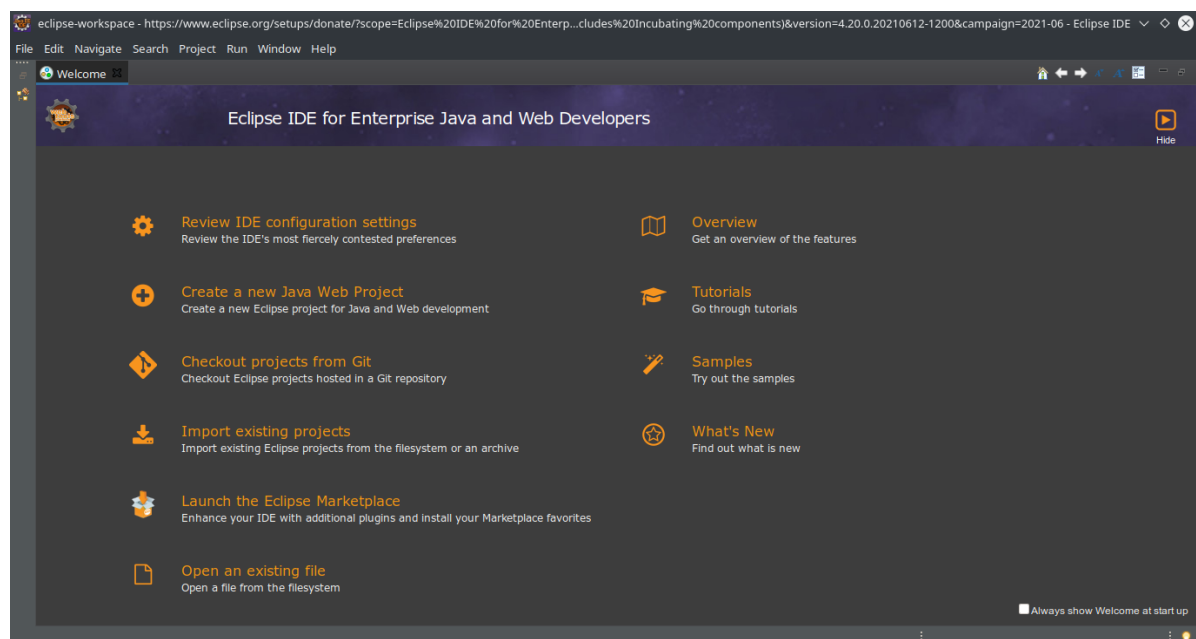 eclipse-workspace - https://www.eclipse.org/setups/donate/?scope=Eclipse%20IDE%20for%20Enterp...cludes%20Incubating%20components)&version=4.20.0.20210612-1200&campaign=2021-06 - Eclipse IDE
File Edit Navigate Search Project Run Window Help
Welcome
Eclipse IDE for Enterprise Java and Web Developers
Hide
Review IDE configuration settings
Review the IDE's most fiercely contested preferences
Create a new Java Web Project
Create a new Eclipse project for Java and Web development
Checkout projects from Git
Checkout Eclipse projects hosted in a Git repository
Import existing projects
Import existing Eclipse projects from the filesystem or an archive
Launch the Eclipse Marketplace
Enhance your IDE with additional plugins and install your Marketplace favorites
Open an existing file
Open a file from the filesystem
Overview
Get an overview of the features
Tutorials
Go through tutorials
Samples
Try out the samples
What's New
Find out what is new
Always show Welcome at start up